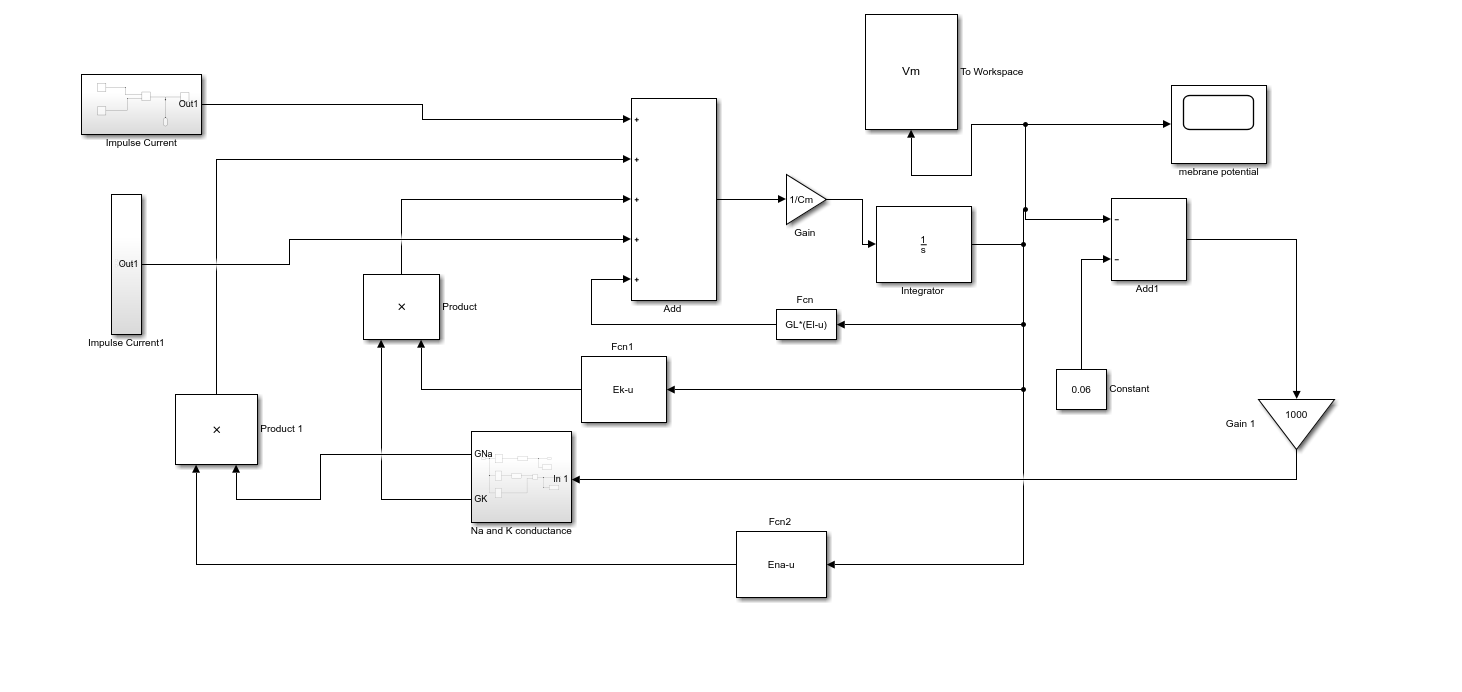 Vm
To Workspace
Out1
Impulse Current
+
+
+
+
+
Add
1/Cm
Gain
1
s
Integrator
mebrane potential
-
-
Add1
Out1
Impulse Current1
×
Product
Fcn
GL*(El-u)
Fcn1
Ek-u
0.06
Constant
1000
Gain 1
×
Product 1
GNa
GK
In 1
Na and K conductance
Fcn2
Ena-u